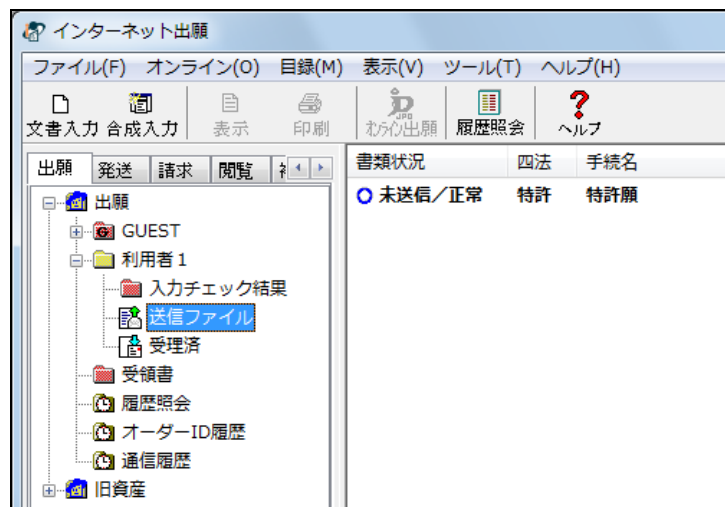 インターネット出願
ファイル(F) オンライン(O) 目録(M) 表示(V) ツール(T) ヘルプ(H)
文書入力 合成入力 表示 印刷 ｵﾝﾗｲﾝ出願 履歴照会 ヘルプ
出願 発送 請求 閲覧
書類状況 四法 手続名
未送信／正常 特許 特許願
出願
GUEST
利用者１
入力チェック結果
送信ファイル
受理済
受領書
履歴照会
オーダーID履歴
通信履歴
旧資産